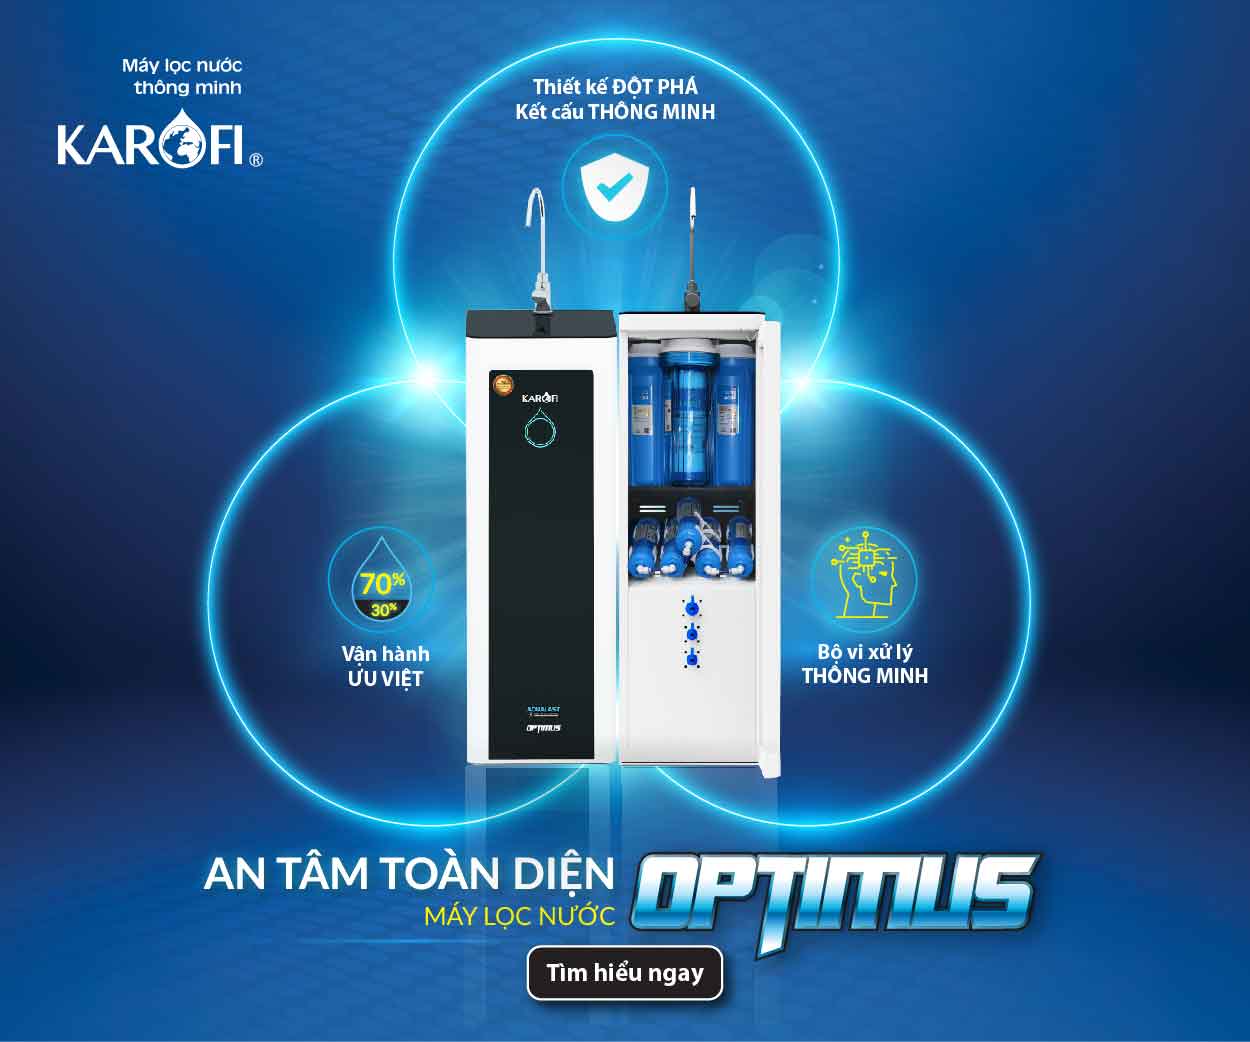 Máy lọc nước
thông minh
KAROFI ®
Thiết kế ĐỘT PHÁ
Kết cấu THÔNG MINH
KAROFI
70%
30%
Vận hành
ƯU VIỆT
Bộ vi xử lý
THÔNG MINH
OPTIMUS
AN TÂM TOÀN DIỆN
MÁY LỌC NƯỚC
OPTIMUS
Tìm hiểu ngay